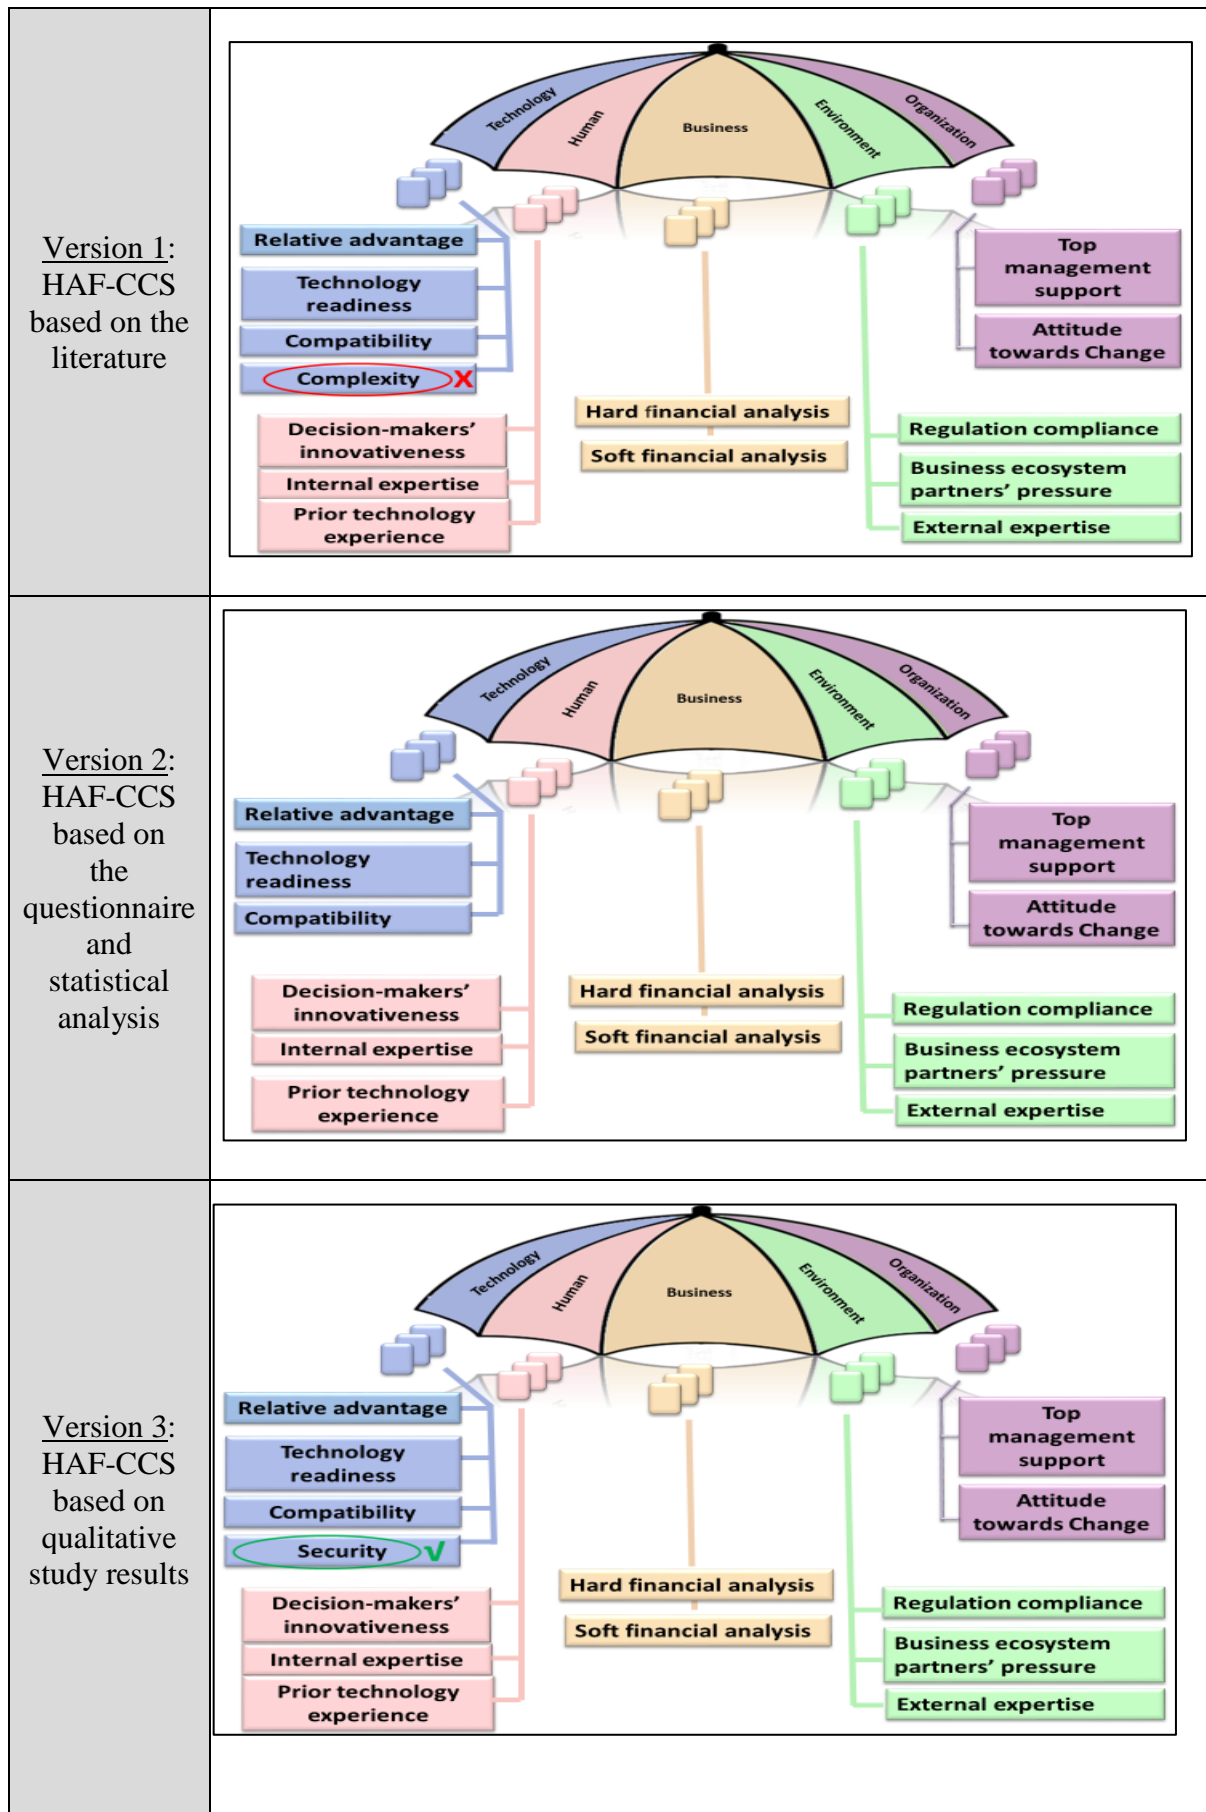 Version 1:
HAF-CCS
based on the
literature
Technology
Human
Business
Environment
Organization
Relative advantage
Technology
readiness
Compatibility
Complexity X
Decision-makers'
innovativeness
Internal expertise
Prior technology
experience
Hard financial analysis
Soft financial analysis
Regulation compliance
Business ecosystem
partners' pressure
External expertise
Top
management
support
Attitude
towards Change
Version 2:
HAF-CCS
based on
the
questionnaire
and
statistical
analysis
Technology
Human
Business
Environment
Organization
Relative advantage
Technology
readiness
Compatibility
Decision-makers'
innovativeness
Internal expertise
Prior technology
experience
Hard financial analysis
Soft financial analysis
Regulation compliance
Business ecosystem
partners' pressure
External expertise
Top
management
support
Attitude
towards Change
Version 3:
HAF-CCS
based on
qualitative
study results
Technology
Human
Business
Environment
Organization
Relative advantage
Technology
readiness
Compatibility
Security √
Decision-makers'
innovativeness
Internal expertise
Prior technology
experience
Hard financial analysis
Soft financial analysis
Regulation compliance
Business ecosystem
partners' pressure
External expertise
Top
management
support
Attitude
towards Change